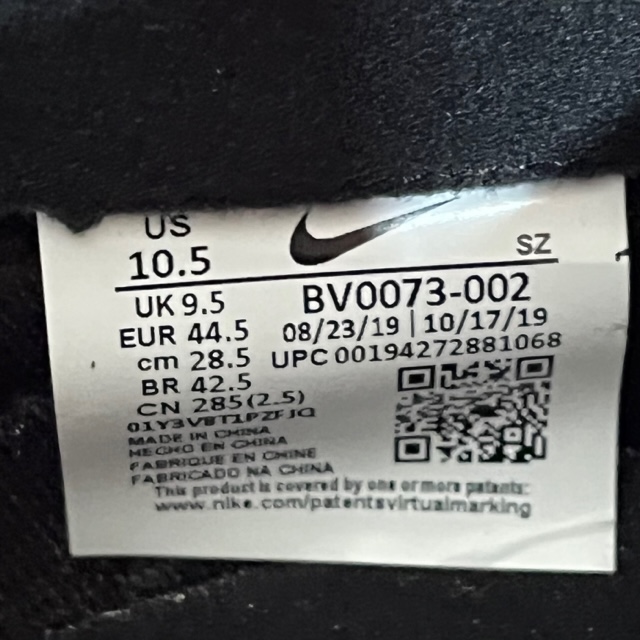 US
10.5
SZ
UK 9.5
BV0073-002
EUR 44.5
08/23/19 | 10/17/19
cm 28.5
UPC 00194272881068
BR 42.5
CN 285(2.5)
MADE IN CHINA
HECHO EN CHINA
FABRIQUE EN CHINE
FABRICADO NA CHINA
This product is covered by one or more patents:
www.nike.com/patentsvirtualmarking